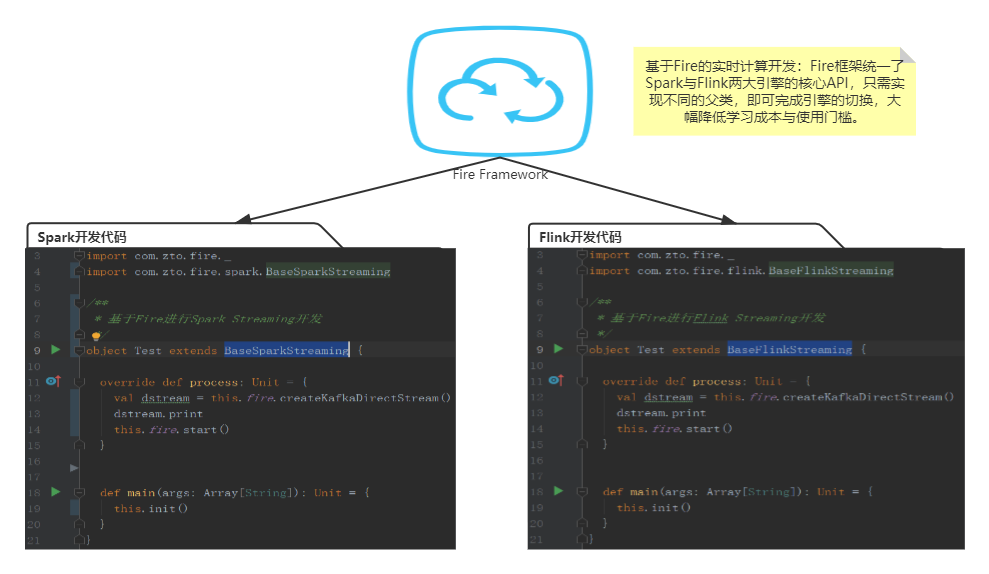 基于Fire的实时计算开发：Fire框架统一了
Spark与Flink两大引擎的核心API，只需实
现不同的父类，即可完成引擎的切换，大
幅降低学习成本与使用门槛。
Fire Framework
Spark开发代码
3 import com.zto.fire._
4 import com.zto.fire.spark.BaseSparkStreaming
5
6 /**
7 * 基于Fire进行Spark Streaming开发
8 */
9 object Test extends BaseSparkStreaming {
10
11 override def process: Unit = {
12 val dstream = this.fire.createKafkaDirectStream()
13 dstream.print
14 this.fire.start()
15 }
16
17
18 def main(args: Array[String]): Unit = {
19 this.init()
20 }
21 }
Flink开发代码
3 import com.zto.fire._
4 import com.zto.fire.flink.BaseFlinkStreaming
5
6 /**
7 * 基于Fire进行Flink Streaming开发
8 */
9 object Test extends BaseFlinkStreaming {
10
11 override def process: Unit = {
12 val dstream = this.fire.createKafkaDirectStream()
13 dstream.print
14 this.fire.start()
15 }
16
17
18 def main(args: Array[String]): Unit = {
19 this.init()
20 }
21 }